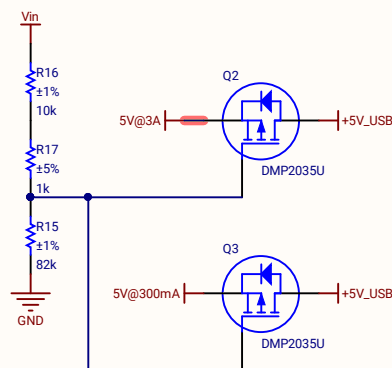 Vin
R16
±1%
10k
R17
±5%
1k
R15
±1%
82k
GND
Q2
5V@3A
+5V_USB
DMP2035U
Q3
5V@300mA
+5V_USB
DMP2035U